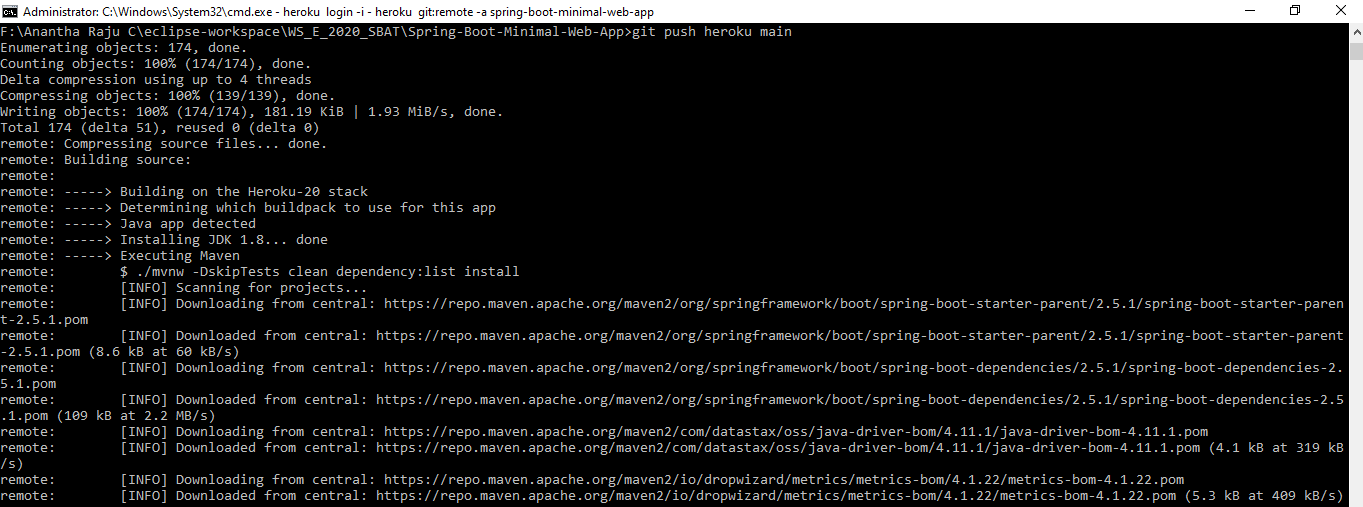 Administrator: C:\Windows\System32\cmd.exe - heroku  login -i - heroku  git:remote -a spring-boot-minimal-web-app
F:\Anantha Raju C\eclipse-workspace\WS_E_2020_SBAT\Spring-Boot-Minimal-Web-App>git push heroku main
Enumerating objects: 174, done.
Counting objects: 100% (174/174), done.
Delta compression using up to 4 threads
Compressing objects: 100% (139/139), done.
Writing objects: 100% (174/174), 181.19 KiB | 1.93 MiB/s, done.
Total 174 (delta 51), reused 0 (delta 0)
remote: Compressing source files... done.
remote: Building source:
remote:
remote: -----> Building on the Heroku-20 stack
remote: -----> Determining which buildpack to use for this app
remote: -----> Java app detected
remote: -----> Installing JDK 1.8... done
remote: -----> Executing Maven
remote:        $ ./mvnw -DskipTests clean dependency:list install
remote:        [INFO] Scanning for projects...
remote:        [INFO] Downloading from central: https://repo.maven.apache.org/maven2/org/springframework/boot/spring-boot-starter-parent/2.5.1/spring-boot-starter-paren
t-2.5.1.pom
remote:        [INFO] Downloaded from central: https://repo.maven.apache.org/maven2/org/springframework/boot/spring-boot-starter-parent/2.5.1/spring-boot-starter-parent
-2.5.1.pom (8.6 kB at 60 kB/s)
remote:        [INFO] Downloading from central: https://repo.maven.apache.org/maven2/org/springframework/boot/spring-boot-dependencies/2.5.1/spring-boot-dependencies-2.
5.1.pom
remote:        [INFO] Downloaded from central: https://repo.maven.apache.org/maven2/org/springframework/boot/spring-boot-dependencies/2.5.1/spring-boot-dependencies-2.5
.1.pom (109 kB at 2.2 MB/s)
remote:        [INFO] Downloading from central: https://repo.maven.apache.org/maven2/com/datastax/oss/java-driver-bom/4.11.1/java-driver-bom-4.11.1.pom
remote:        [INFO] Downloaded from central: https://repo.maven.apache.org/maven2/com/datastax/oss/java-driver-bom/4.11.1/java-driver-bom-4.11.1.pom (4.1 kB at 319 kB
/s)
remote:        [INFO] Downloading from central: https://repo.maven.apache.org/maven2/io/dropwizard/metrics/metrics-bom/4.1.22/metrics-bom-4.1.22.pom
remote:        [INFO] Downloaded from central: https://repo.maven.apache.org/maven2/io/dropwizard/metrics/metrics-bom/4.1.22/metrics-bom-4.1.22.pom (5.3 kB at 409 kB/s)